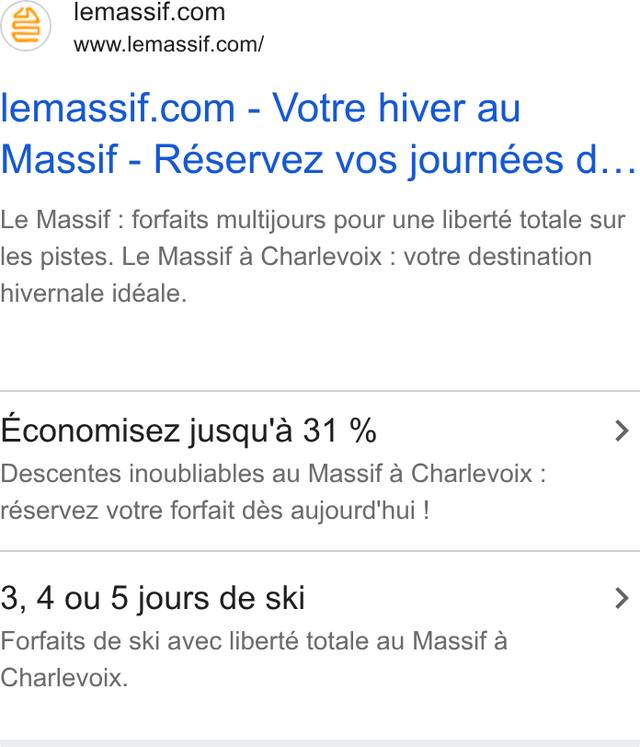 lemassif.com
www.lemassif.com/
lemassif.com - Votre hiver au
Massif - Réservez vos journées d…
Le Massif : forfaits multijours pour une liberté totale sur
les pistes. Le Massif à Charlevoix : votre destination
hivernale idéale.
Économisez jusqu'à 31 %
Descentes inoubliables au Massif à Charlevoix :
réservez votre forfait dès aujourd'hui !
3, 4 ou 5 jours de ski
Forfaits de ski avec liberté totale au Massif à
Charlevoix.